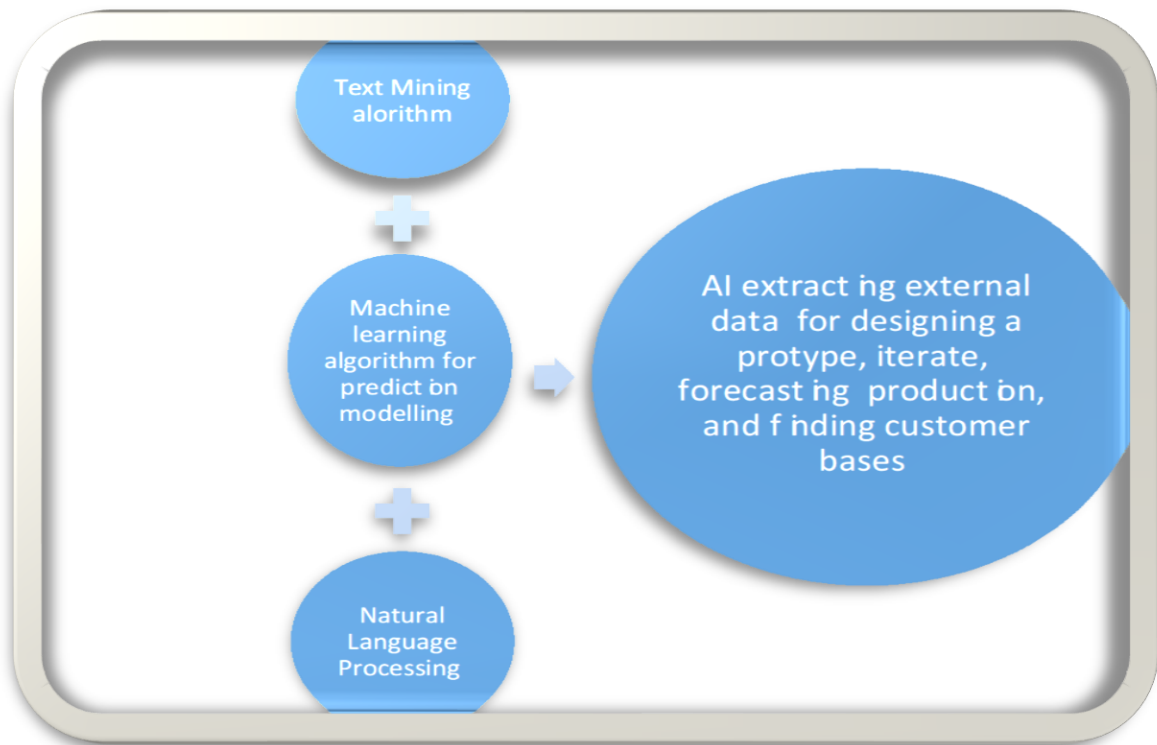 Text Mining
alorithm
Machine
learning
algorithm for
prediction
modelling
Natural
Language
Processing
AI extracting external
data for designing a
protype, iterate,
forecasting production,
and finding customer
bases